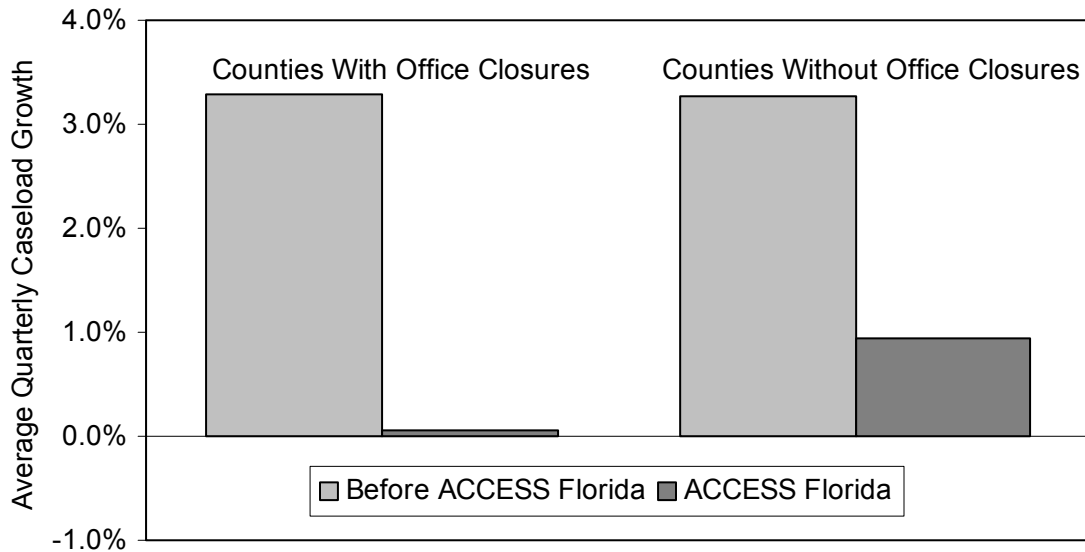 Average Quarterly Caseload Growth
4.0%
3.0%
2.0%
1.0%
0.0%
-1.0%
Counties With Office Closures
Counties Without Office Closures
Before ACCESS Florida
ACCESS Florida